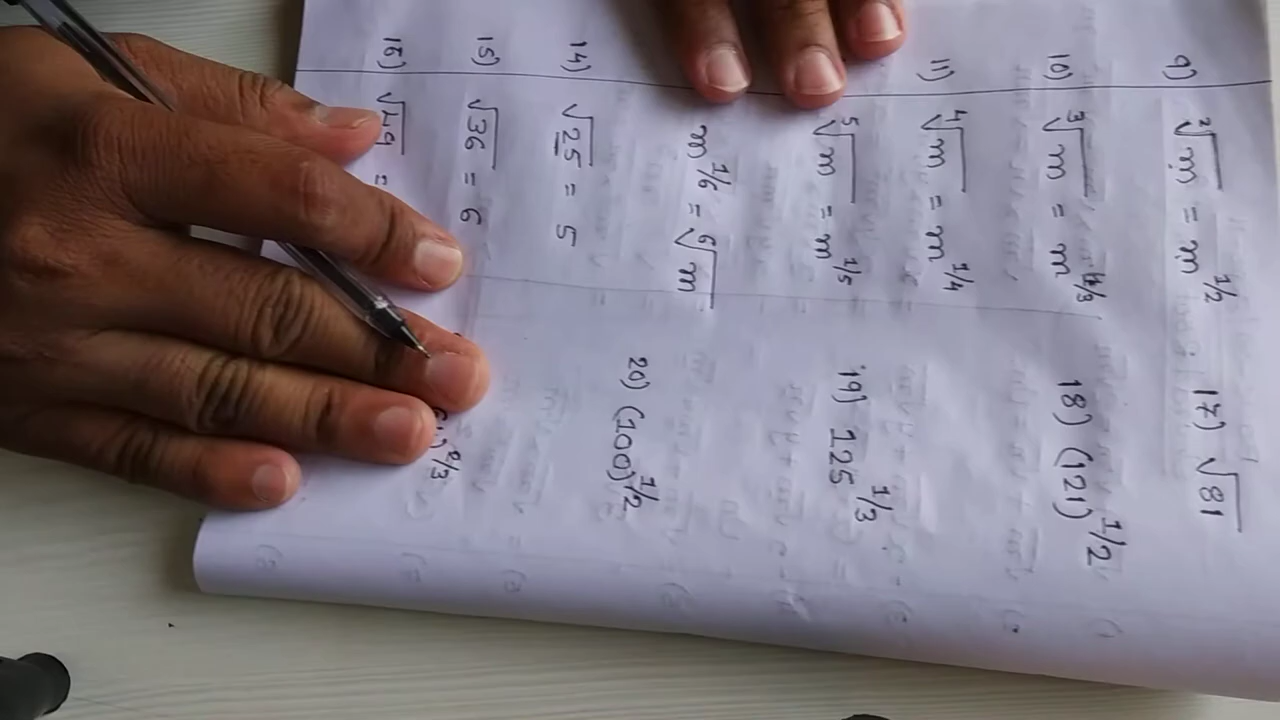 9) ²√m = m^1/2
10) ³√m = m^1/3
11) ⁴√m = m^1/4
⁵√m = m^1/5
m^1/6 = ⁶√m
14) √25 = 5
15) √36 = 6
16) √49 =
17) √81
18) (121)^1/2
19) 125^1/3
20) (100)^1/2
)^2/3